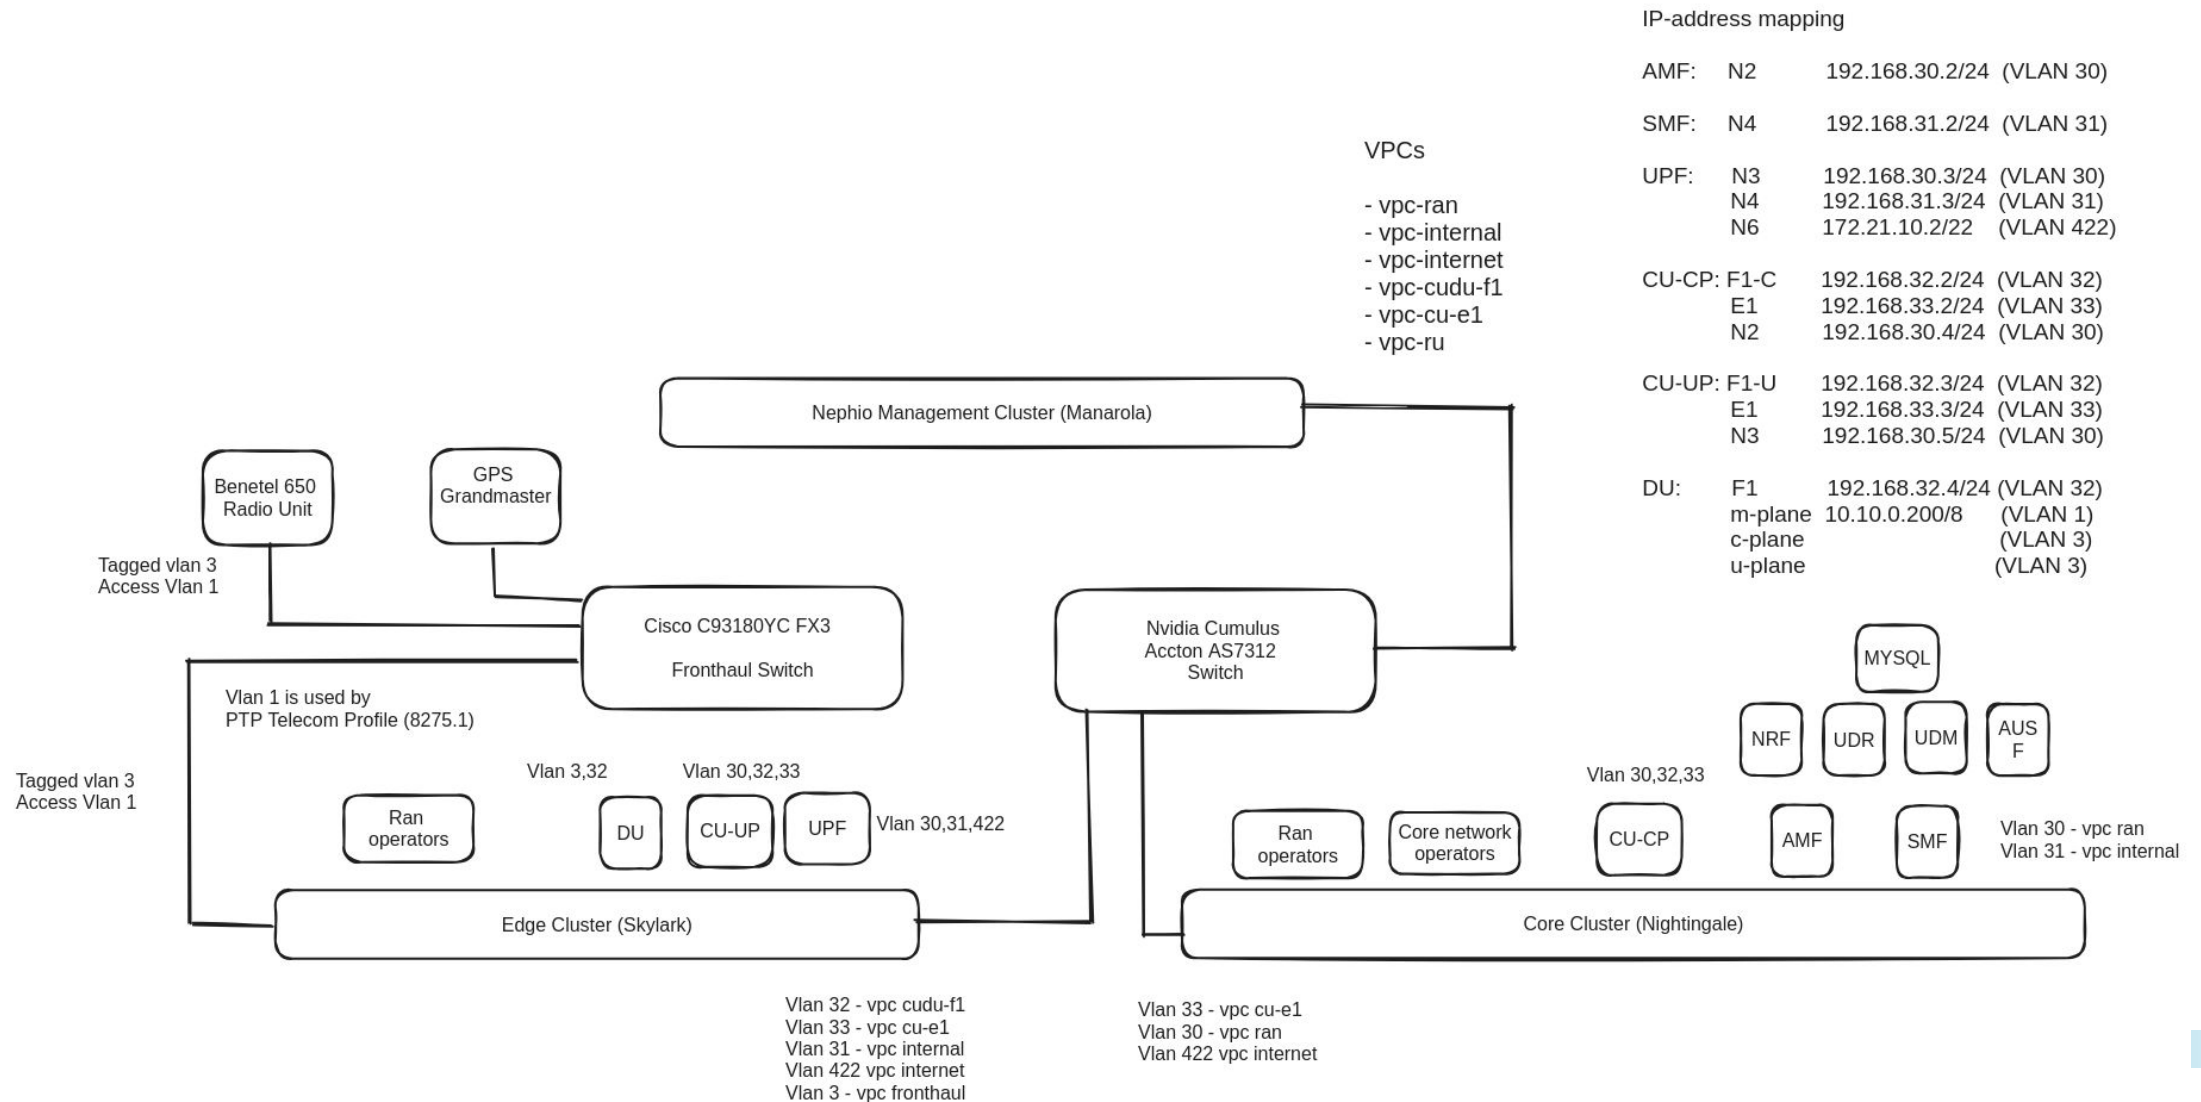 IP-address mapping
AMF: N2 192.168.30.2/24 (VLAN 30)
SMF: N4 192.168.31.2/24 (VLAN 31)
UPF: N3 192.168.30.3/24 (VLAN 30)
N4 192.168.31.3/24 (VLAN 31)
N6 172.21.10.2/22 (VLAN 422)
CU-CP: F1-C 192.168.32.2/24 (VLAN 32)
E1 192.168.33.2/24 (VLAN 33)
N2 192.168.30.4/24 (VLAN 30)
CU-UP: F1-U 192.168.32.3/24 (VLAN 32)
E1 192.168.33.3/24 (VLAN 33)
N3 192.168.30.5/24 (VLAN 30)
DU: F1 192.168.32.4/24 (VLAN 32)
m-plane 10.10.0.200/8 (VLAN 1)
c-plane (VLAN 3)
u-plane (VLAN 3)
VPCs
- vpc-ran
- vpc-internal
- vpc-internet
- vpc-cudu-f1
- vpc-cu-e1
- vpc-ru
Nephio Management Cluster (Manarola)
Benetel 650
Radio Unit
GPS
Grandmaster
Tagged vlan 3
Access Vlan 1
Cisco C93180YC FX3
Fronthaul Switch
Nvidia Cumulus
Accton AS7312
Switch
Vlan 1 is used by
PTP Telecom Profile (8275.1)
Tagged vlan 3
Access Vlan 1
Vlan 3,32
Vlan 30,32,33
Ran
operators
DU
CU-UP
UPF
Vlan 30,31,422
Edge Cluster (Skylark)
MYSQL
NRF
UDR
UDM
AUS
F
Vlan 30,32,33
Ran
operators
Core network
operators
CU-CP
AMF
SMF
Vlan 30 - vpc ran
Vlan 31 - vpc internal
Core Cluster (Nightingale)
Vlan 32 - vpc cudu-f1
Vlan 33 - vpc cu-e1
Vlan 31 - vpc internal
Vlan 422 vpc internet
Vlan 3 - vpc fronthaul
Vlan 33 - vpc cu-e1
Vlan 30 - vpc ran
Vlan 422 vpc internet